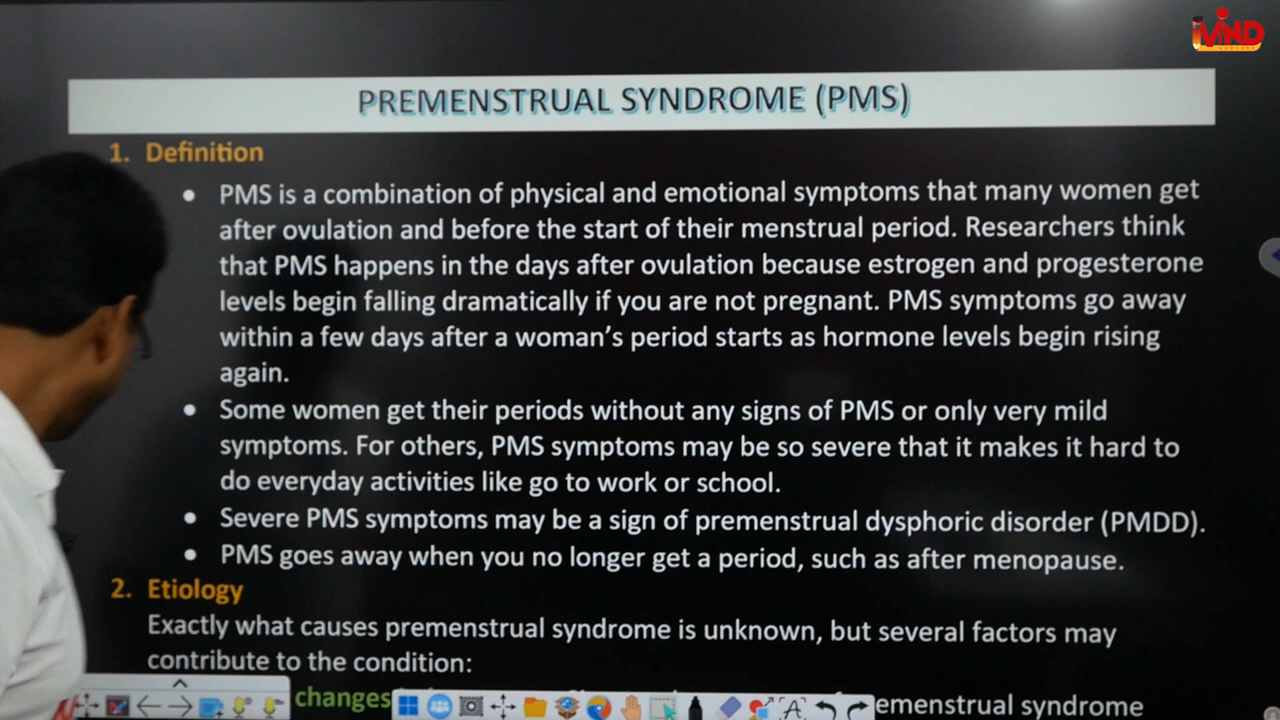 MIND
PREMENSTRUAL SYNDROME (PMS)
1. Definition
• PMS is a combination of physical and emotional symptoms that many women get
after ovulation and before the start of their menstrual period. Researchers think
that PMS happens in the days after ovulation because estrogen and progesterone
levels begin falling dramatically if you are not pregnant. PMS symptoms go away
within a few days after a woman’s period starts as hormone levels begin rising
again.
• Some women get their periods without any signs of PMS or only very mild
symptoms. For others, PMS symptoms may be so severe that it makes it hard to
do everyday activities like go to work or school.
• Severe PMS symptoms may be a sign of premenstrual dysphoric disorder (PMDD).
• PMS goes away when you no longer get a period, such as after menopause.
2. Etiology
Exactly what causes premenstrual syndrome is unknown, but several factors may
contribute to the condition:
changes emenstrual syndrome